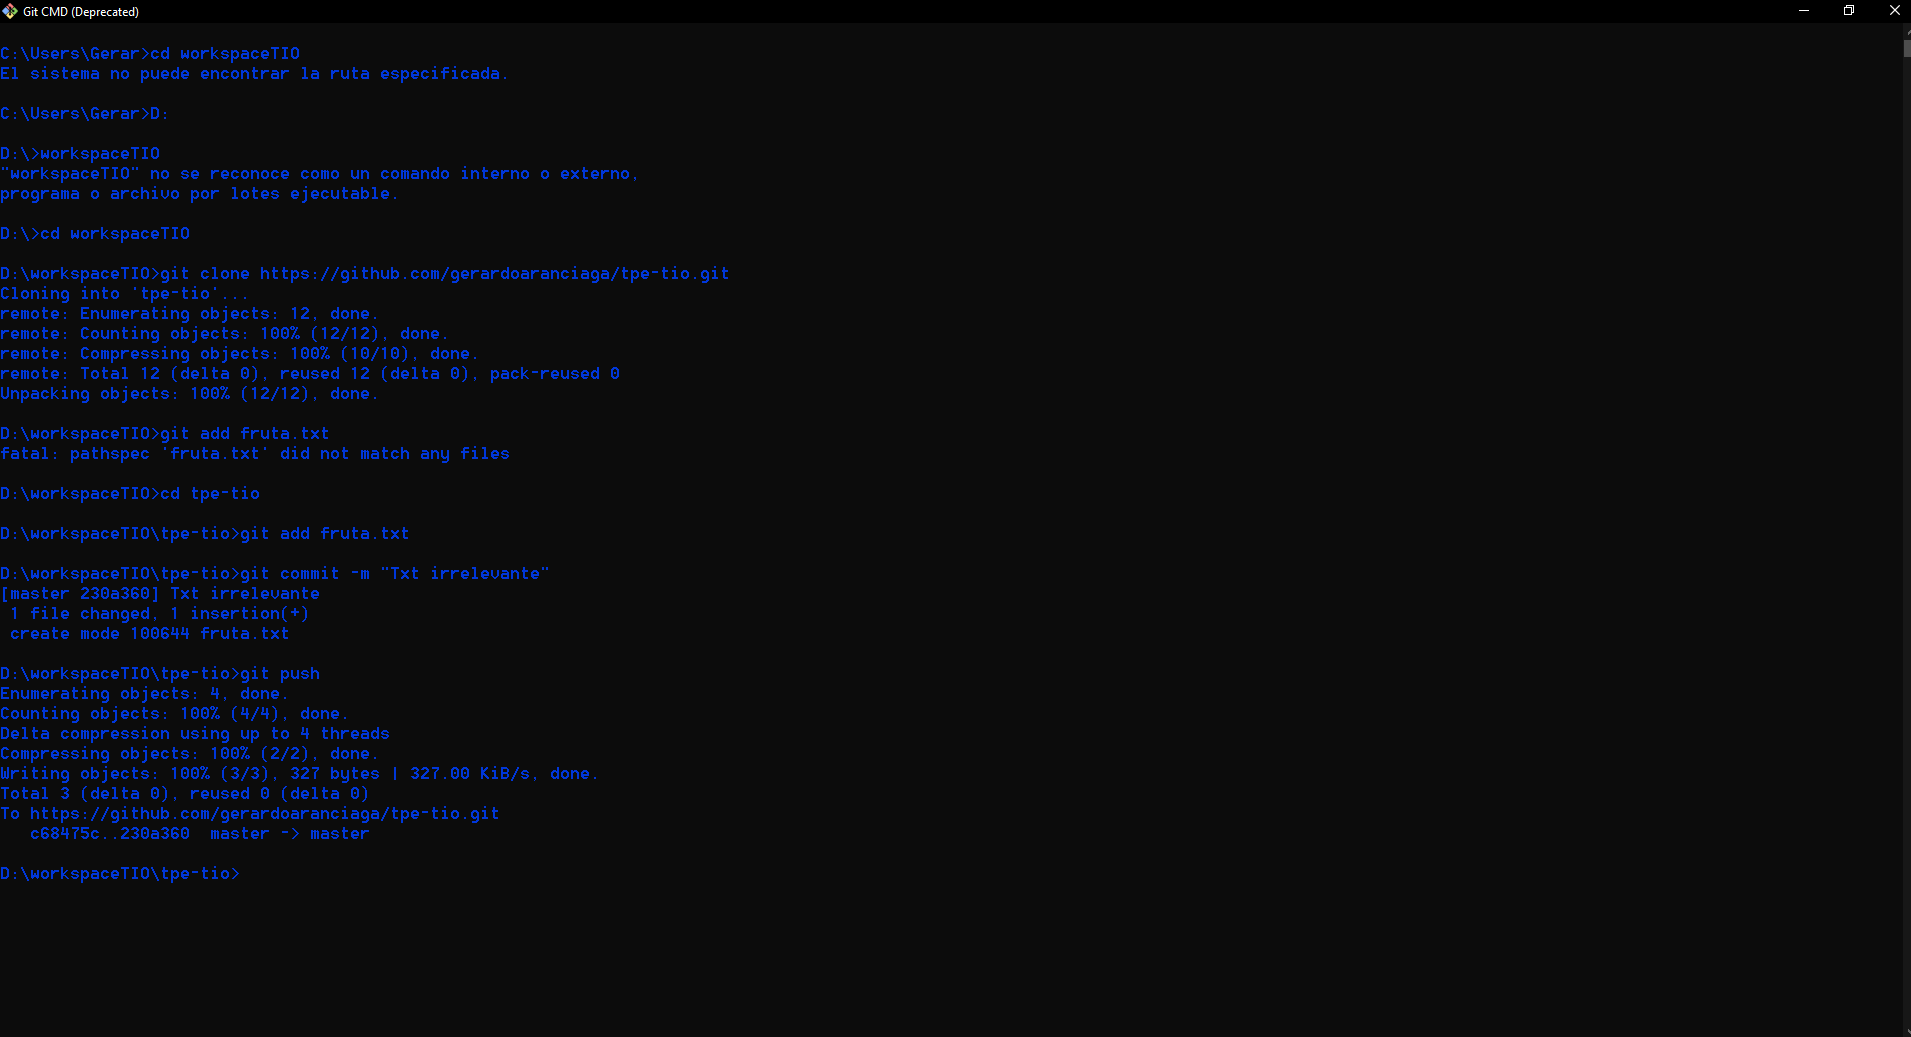 Git CMD (Deprecated)
C:\Users\Gerar>cd workspaceTIO
El sistema no puede encontrar la ruta especificada.
C:\Users\Gerar>D:
D:\>workspaceTIO
"workspaceTIO" no se reconoce como un comando interno o externo,
programa o archivo por lotes ejecutable.
D:\>cd workspaceTIO
D:\workspaceTIO>git clone https://github.com/gerardoaranciaga/tpe-tio.git
Cloning into 'tpe-tio'...
remote: Enumerating objects: 12, done.
remote: Counting objects: 100% (12/12), done.
remote: Compressing objects: 100% (10/10), done.
remote: Total 12 (delta 0), reused 12 (delta 0), pack-reused 0
Unpacking objects: 100% (12/12), done.
D:\workspaceTIO>git add fruta.txt
fatal: pathspec 'fruta.txt' did not match any files
D:\workspaceTIO>cd tpe-tio
D:\workspaceTIO\tpe-tio>git add fruta.txt
D:\workspaceTIO\tpe-tio>git commit -m "Txt irrelevante"
[master 230a360] Txt irrelevante
 1 file changed, 1 insertion(+)
 create mode 100644 fruta.txt
D:\workspaceTIO\tpe-tio>git push
Enumerating objects: 4, done.
Counting objects: 100% (4/4), done.
Delta compression using up to 4 threads
Compressing objects: 100% (2/2), done.
Writing objects: 100% (3/3), 327 bytes | 327.00 KiB/s, done.
Total 3 (delta 0), reused 0 (delta 0)
To https://github.com/gerardoaranciaga/tpe-tio.git
   c68475c..230a360  master -> master
D:\workspaceTIO\tpe-tio>